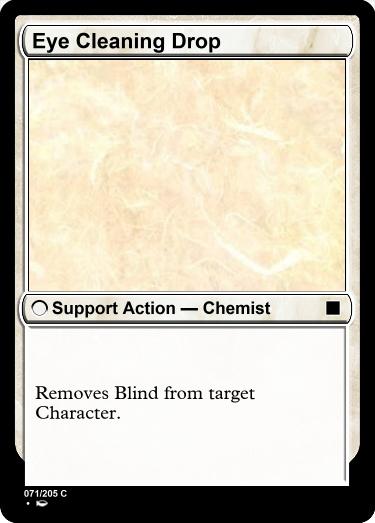 Eye Cleaning Drop
Support Action — Chemist
Removes Blind from target
Character.
071/205 C
•